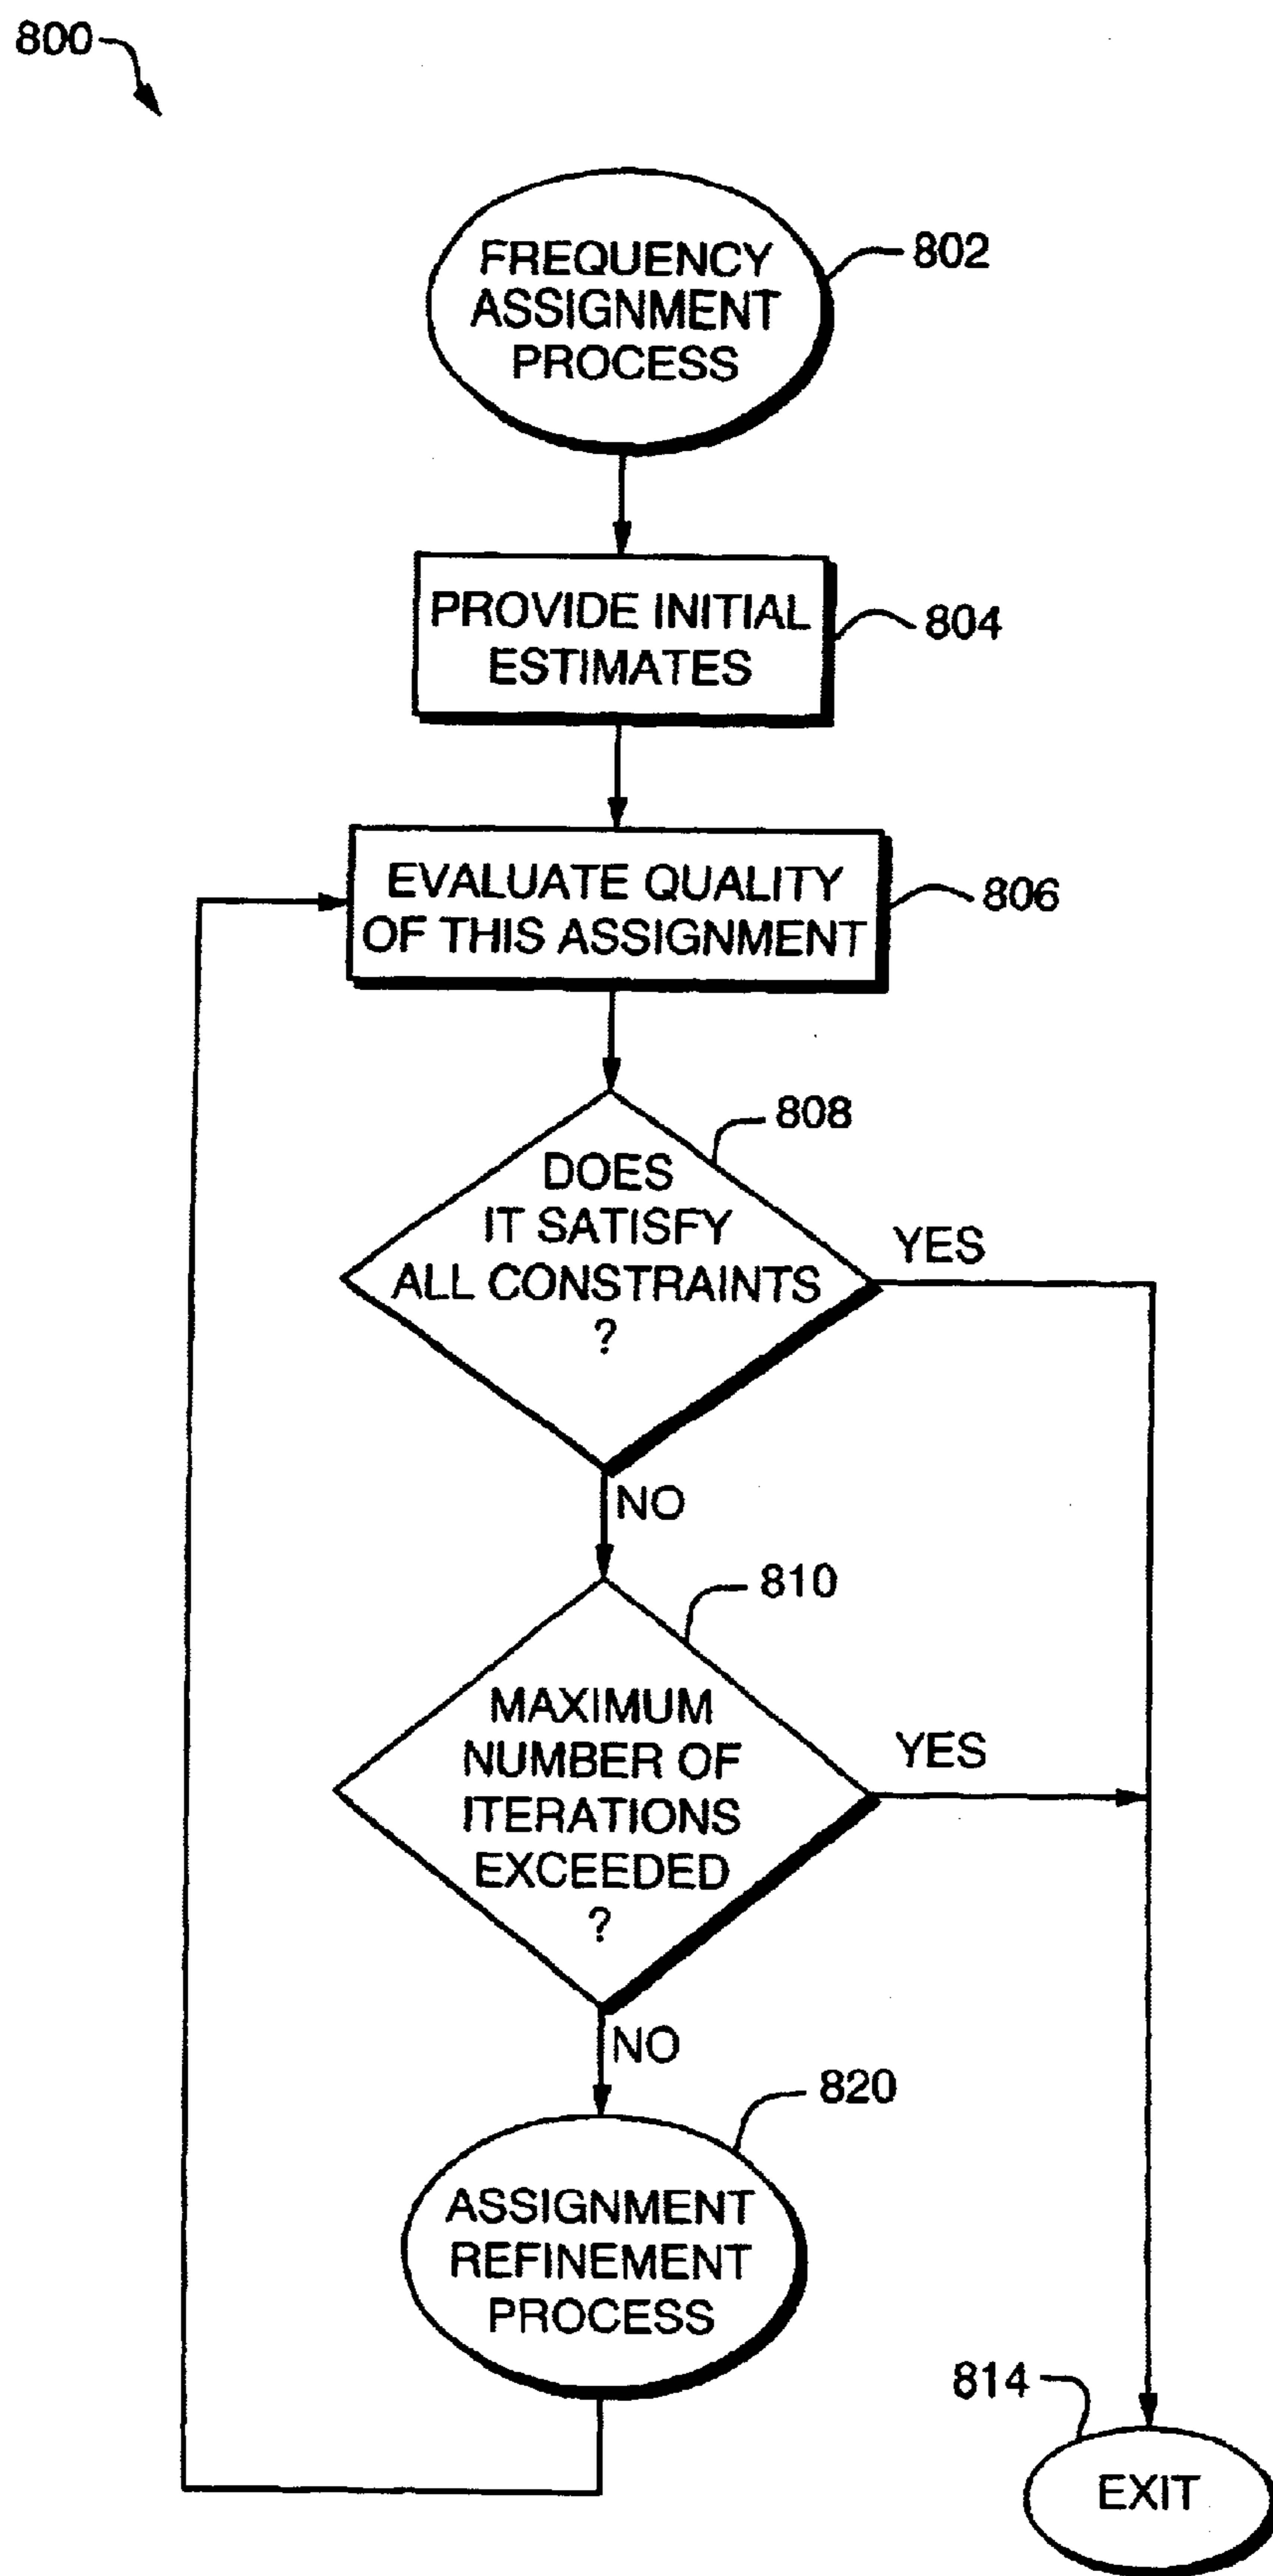 800
FREQUENCY
ASSIGNMENT
PROCESS
802
PROVIDE INITIAL
ESTIMATES
804
EVALUATE QUALITY
OF THIS ASSIGNMENT
806
808
DOES
IT SATISFY
ALL CONSTRAINTS
?
YES
NO
810
MAXIMUM
NUMBER OF
ITERATIONS
EXCEEDED
?
YES
NO
820
ASSIGNMENT
REFINEMENT
PROCESS
814
EXIT